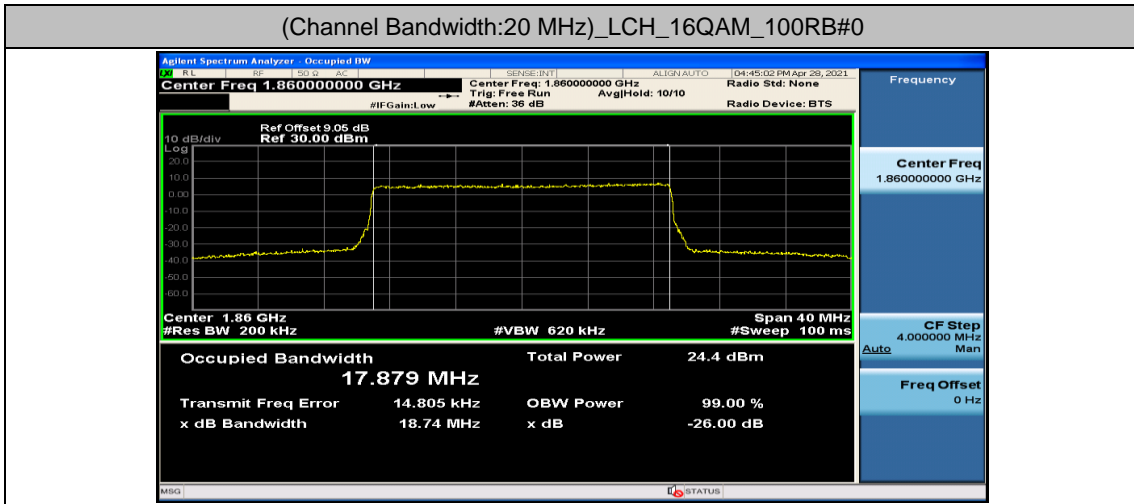 (Channel Bandwidth:20 MHz)_LCH_16QAM_100RB#0
Agilent Spectrum Analyzer - Occupied BW
LXI RL RF 50 Ω AC SENSE:INT ALIGN AUTO 04:45:02 PM Apr 28, 2021
Center Freq 1.860000000 GHz
Center Freq: 1.860000000 GHz Radio Std: None
Trig: Free Run Avg|Hold: 10/10
#IFGain:Low #Atten: 36 dB Radio Device: BTS
Frequency
Ref Offset 9.05 dB
10 dB/div Ref 30.00 dBm
Log
20.0
10.0
0.00
-10.0
-20.0
-30.0
-40.0
-50.0
-60.0
Center 1.86 GHz Span 40 MHz
#Res BW 200 kHz #VBW 620 kHz #Sweep 100 ms
Center Freq
1.860000000 GHz
CF Step
4.000000 MHz
Auto Man
Freq Offset
0 Hz
Occupied Bandwidth Total Power 24.4 dBm
17.879 MHz
Transmit Freq Error 14.805 kHz OBW Power 99.00 %
x dB Bandwidth 18.74 MHz x dB -26.00 dB
MSG STATUS